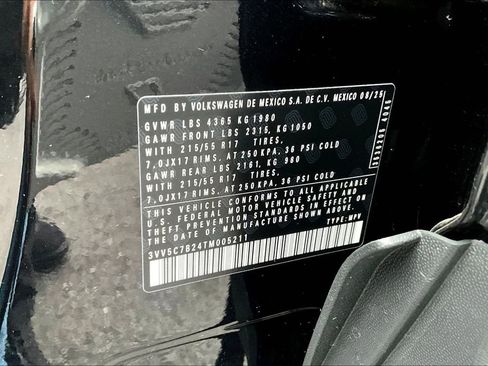 MFD BY VOLKSWAGEN DE MEXICO S.A. DE C.V. MEXICO 08/25
GVWR LBS 4365 KG 1980
GAWR FRONT LBS 2315, KG 1050
WITH 215/55 R17 TIRES,
7,0JX17 RIMS, AT 250 KPA, 36 PSI COLD
GAWR REAR LBS 2161, KG 980
WITH 215/55 R17 TIRES,
7,0JX17 RIMS, AT 250 KPA, 36 PSI COLD
THIS VEHICLE CONFORMS TO ALL APPLICABLE
U.S. FEDERAL MOTOR VEHICLE SAFETY AND
THEFT PREVENTION STANDARDS IN EFFECT ON
THE DATE OF MANUFACTURE SHOWN ABOVE
3VV5C7B24TM005211
TYPE: MPV